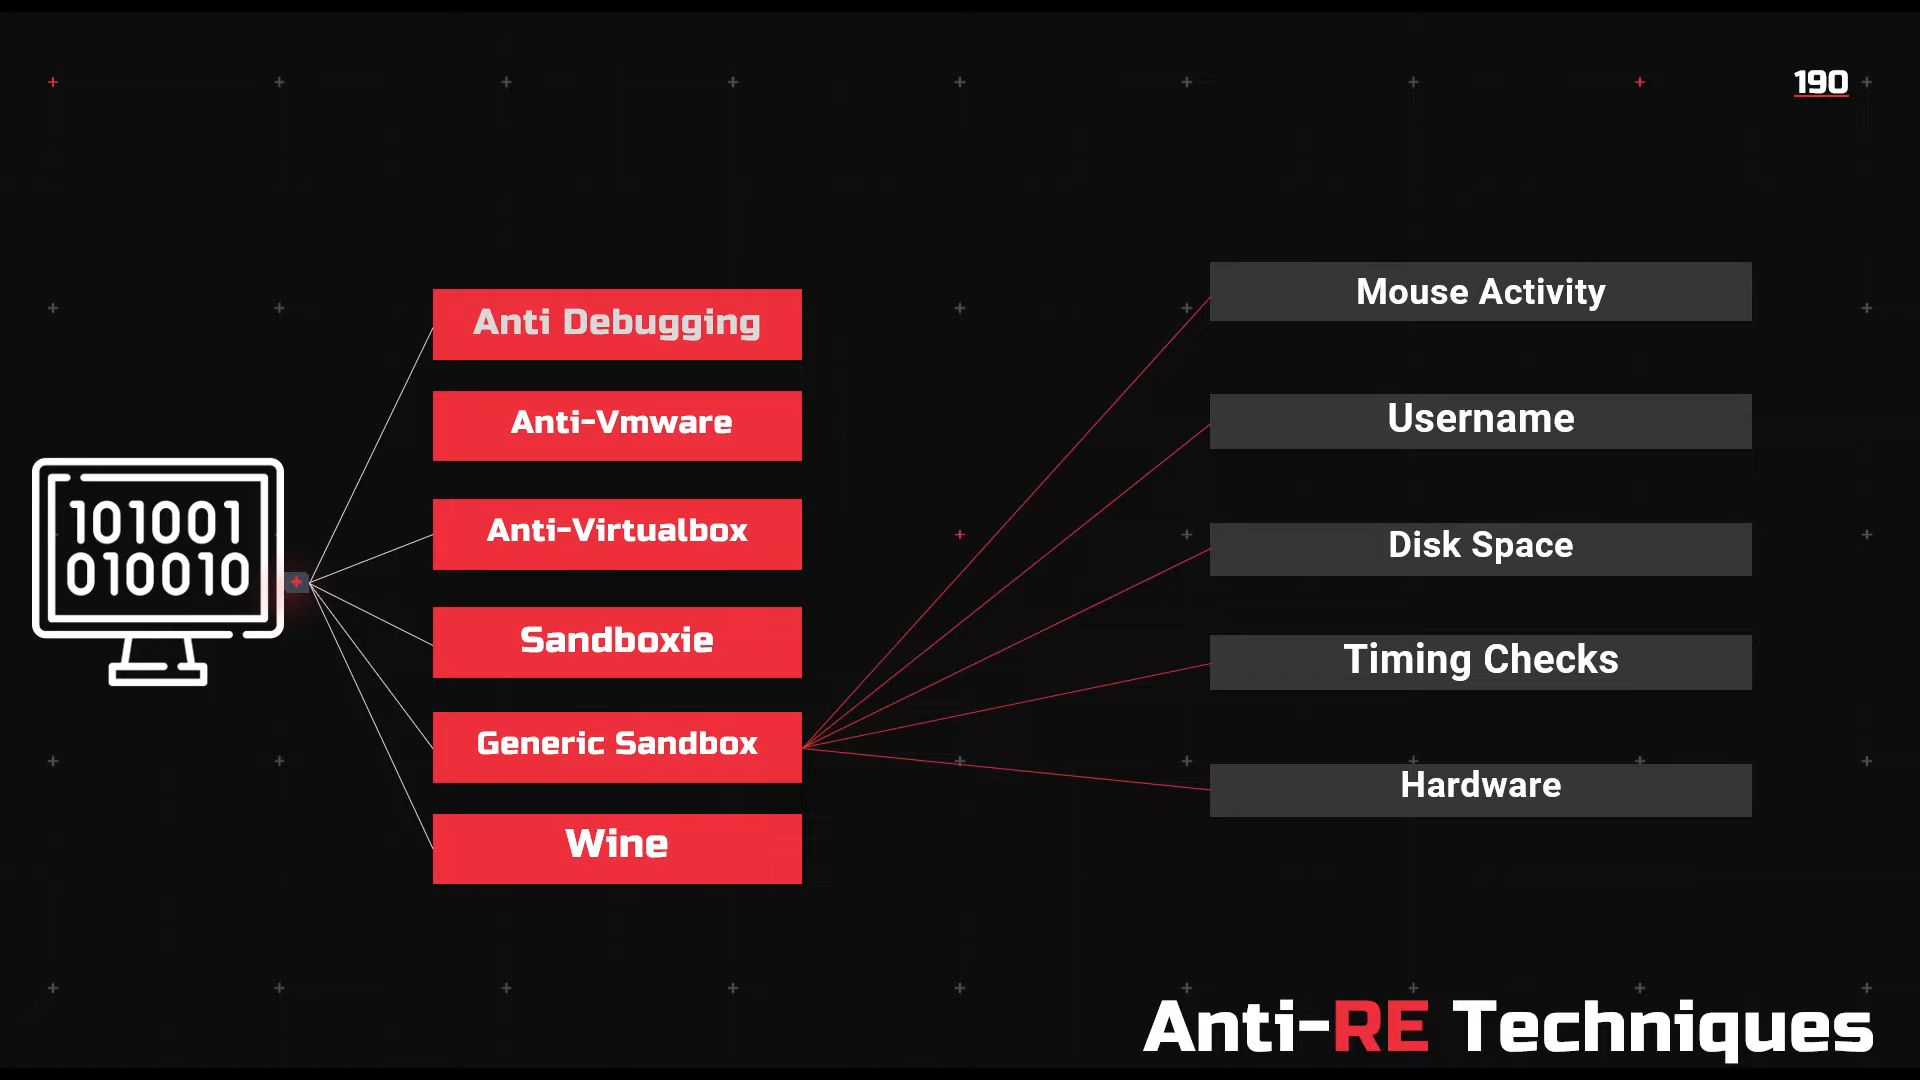 190
101001
010010
Anti Debugging
Anti-Vmware
Anti-Virtualbox
Sandboxie
Generic Sandbox
Wine
Mouse Activity
Username
Disk Space
Timing Checks
Hardware
Anti-RE Techniques